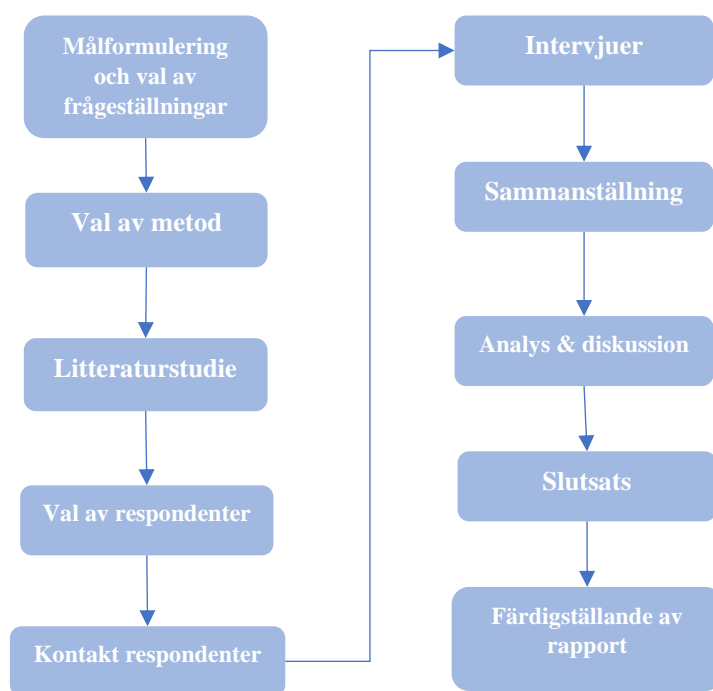 Målformulering
och val av
frågeställningar
Val av metod
Litteraturstudie
Val av respondenter
Kontakt respondenter
Intervjuer
Sammanställning
Analys & diskussion
Slutsats
Färdigställande av
rapport